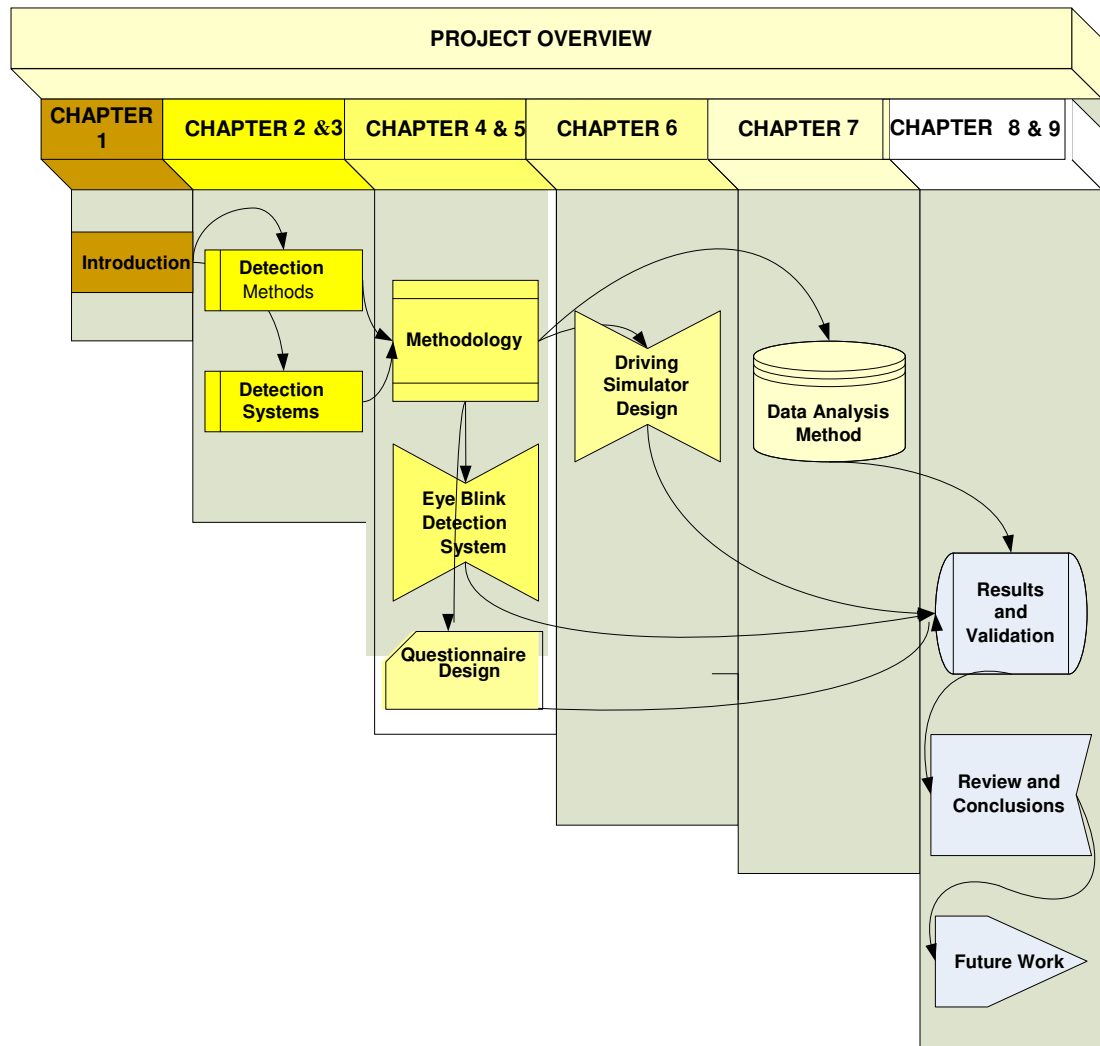 PROJECT OVERVIEW
CHAPTER
1
CHAPTER 2 &3
CHAPTER 4 & 5
CHAPTER 6
CHAPTER 7
CHAPTER 8 & 9
Introduction
Detection
Methods
Detection
Systems
Methodology
Eye Blink
Detection
System
Questionnaire
Design
Driving
Simulator
Design
Data Analysis
Method
Results
and
Validation
Review and
Conclusions
Future Work